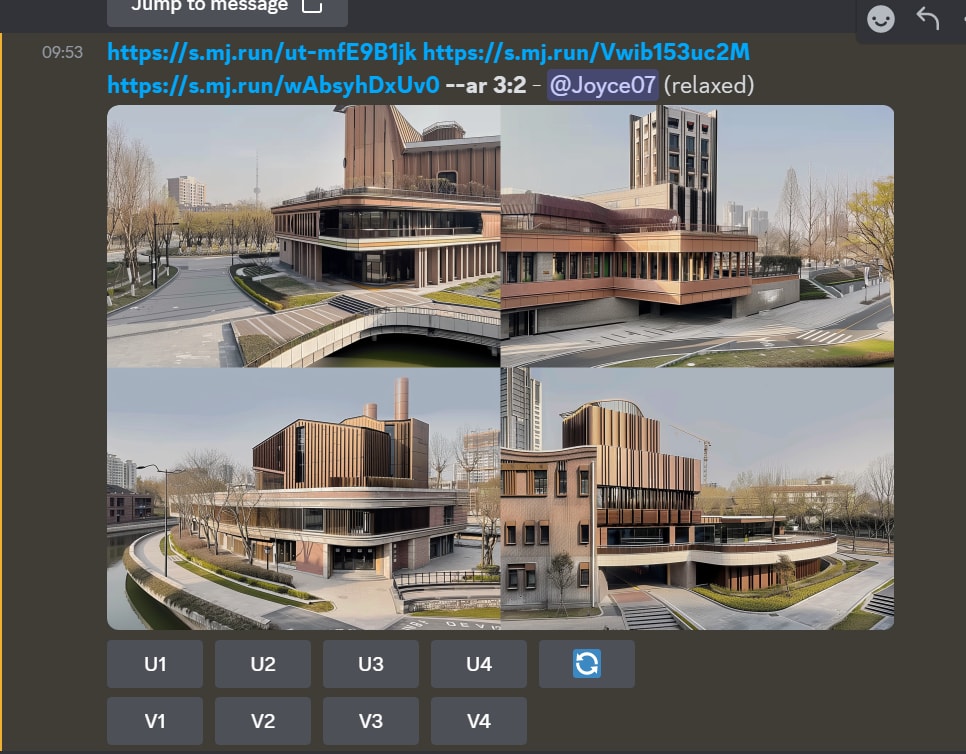 Jump to message
09:53
https://s.mj.run/ut-mfE9B1jk https://s.mj.run/Vwib153uc2M
https://s.mj.run/wAbsyhDxUv0 --ar 3:2 - @Joyce07 (relaxed)
U1 U2 U3 U4
V1 V2 V3 V4